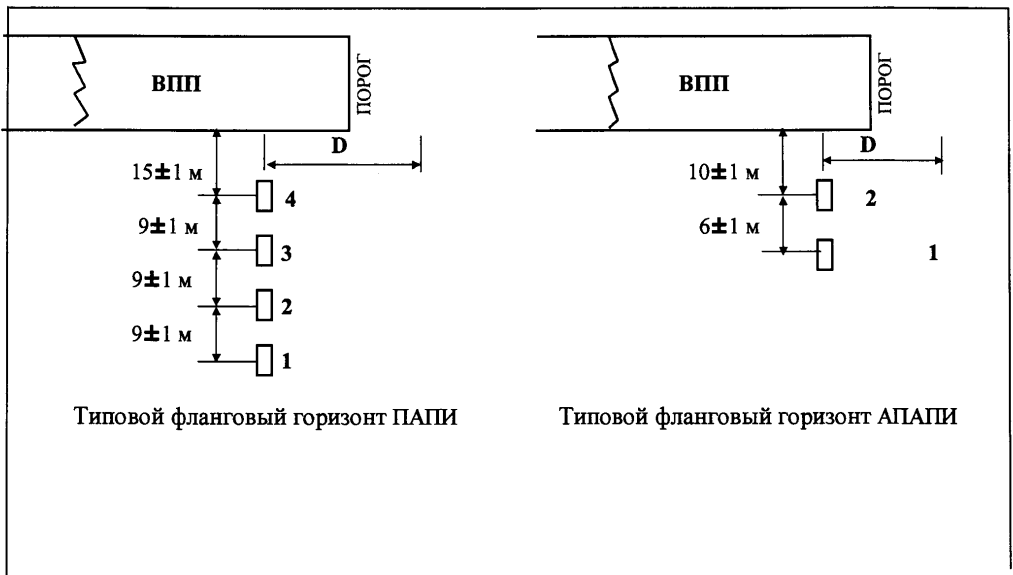 ВПП
ПОРОГ
D
15±1 м
4
9±1 м
3
9±1 м
2
9±1 м
1
Типовой фланговый горизонт ПАПИ
ВПП
ПОРОГ
D
10±1 м
2
6±1 м
1
Типовой фланговый горизонт АПАПИ